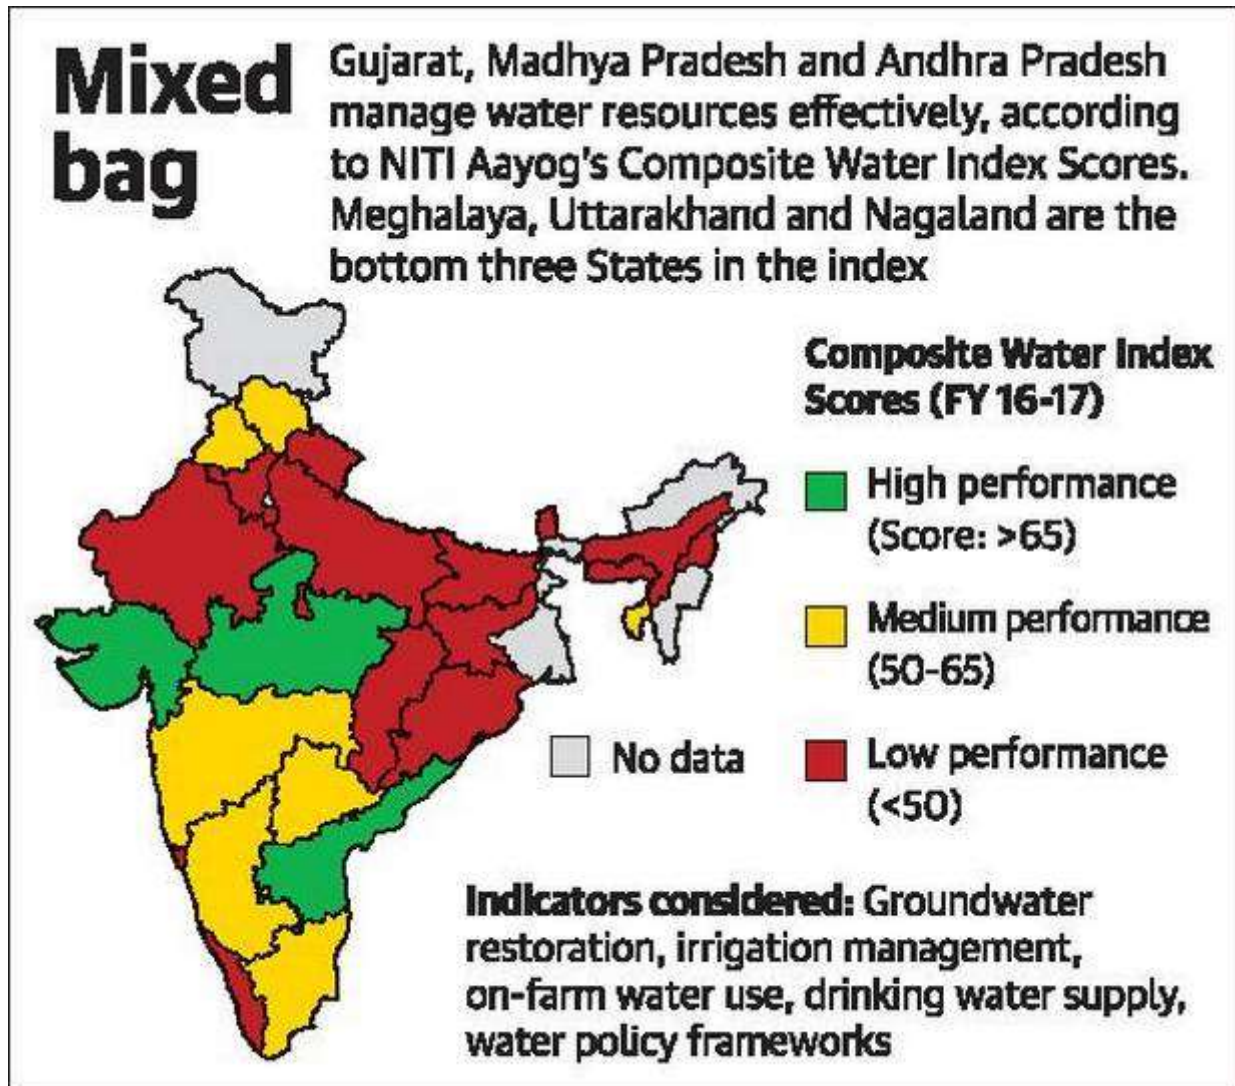 Mixed
bag
Gujarat, Madhya Pradesh and Andhra Pradesh
manage water resources effectively, according
to NITI Aayog's Composite Water Index Scores.
Meghalaya, Uttarakhand and Nagaland are the
bottom three States in the index
Composite Water Index
Scores (FY 16-17)
High performance
(Score: >65)
Medium performance
(50-65)
No data
Low performance
(<50)
Indicators considered: Groundwater
restoration, irrigation management,
on-farm water use, drinking water supply,
water policy frameworks